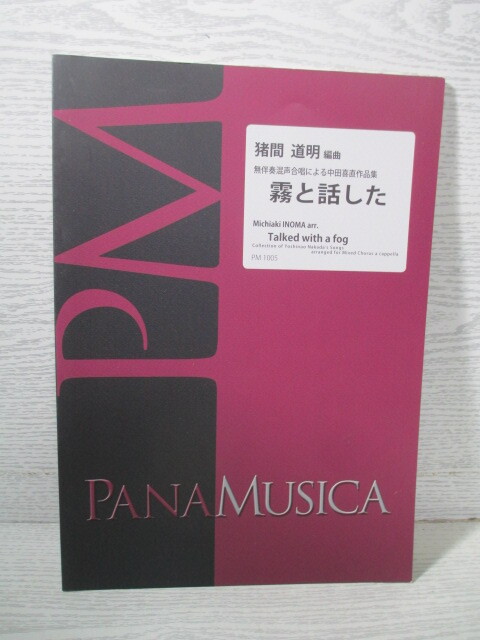 PM
猪間 道明 編曲
無伴奏混声合唱による中田喜直作品集
霧と話した
Michiaki INOMA arr.
Talked with a fog
Collection of Yoshinao Nakada's Songs
arranged for Mixed Chorus a cappella
PM 1005
PANAMUSICA